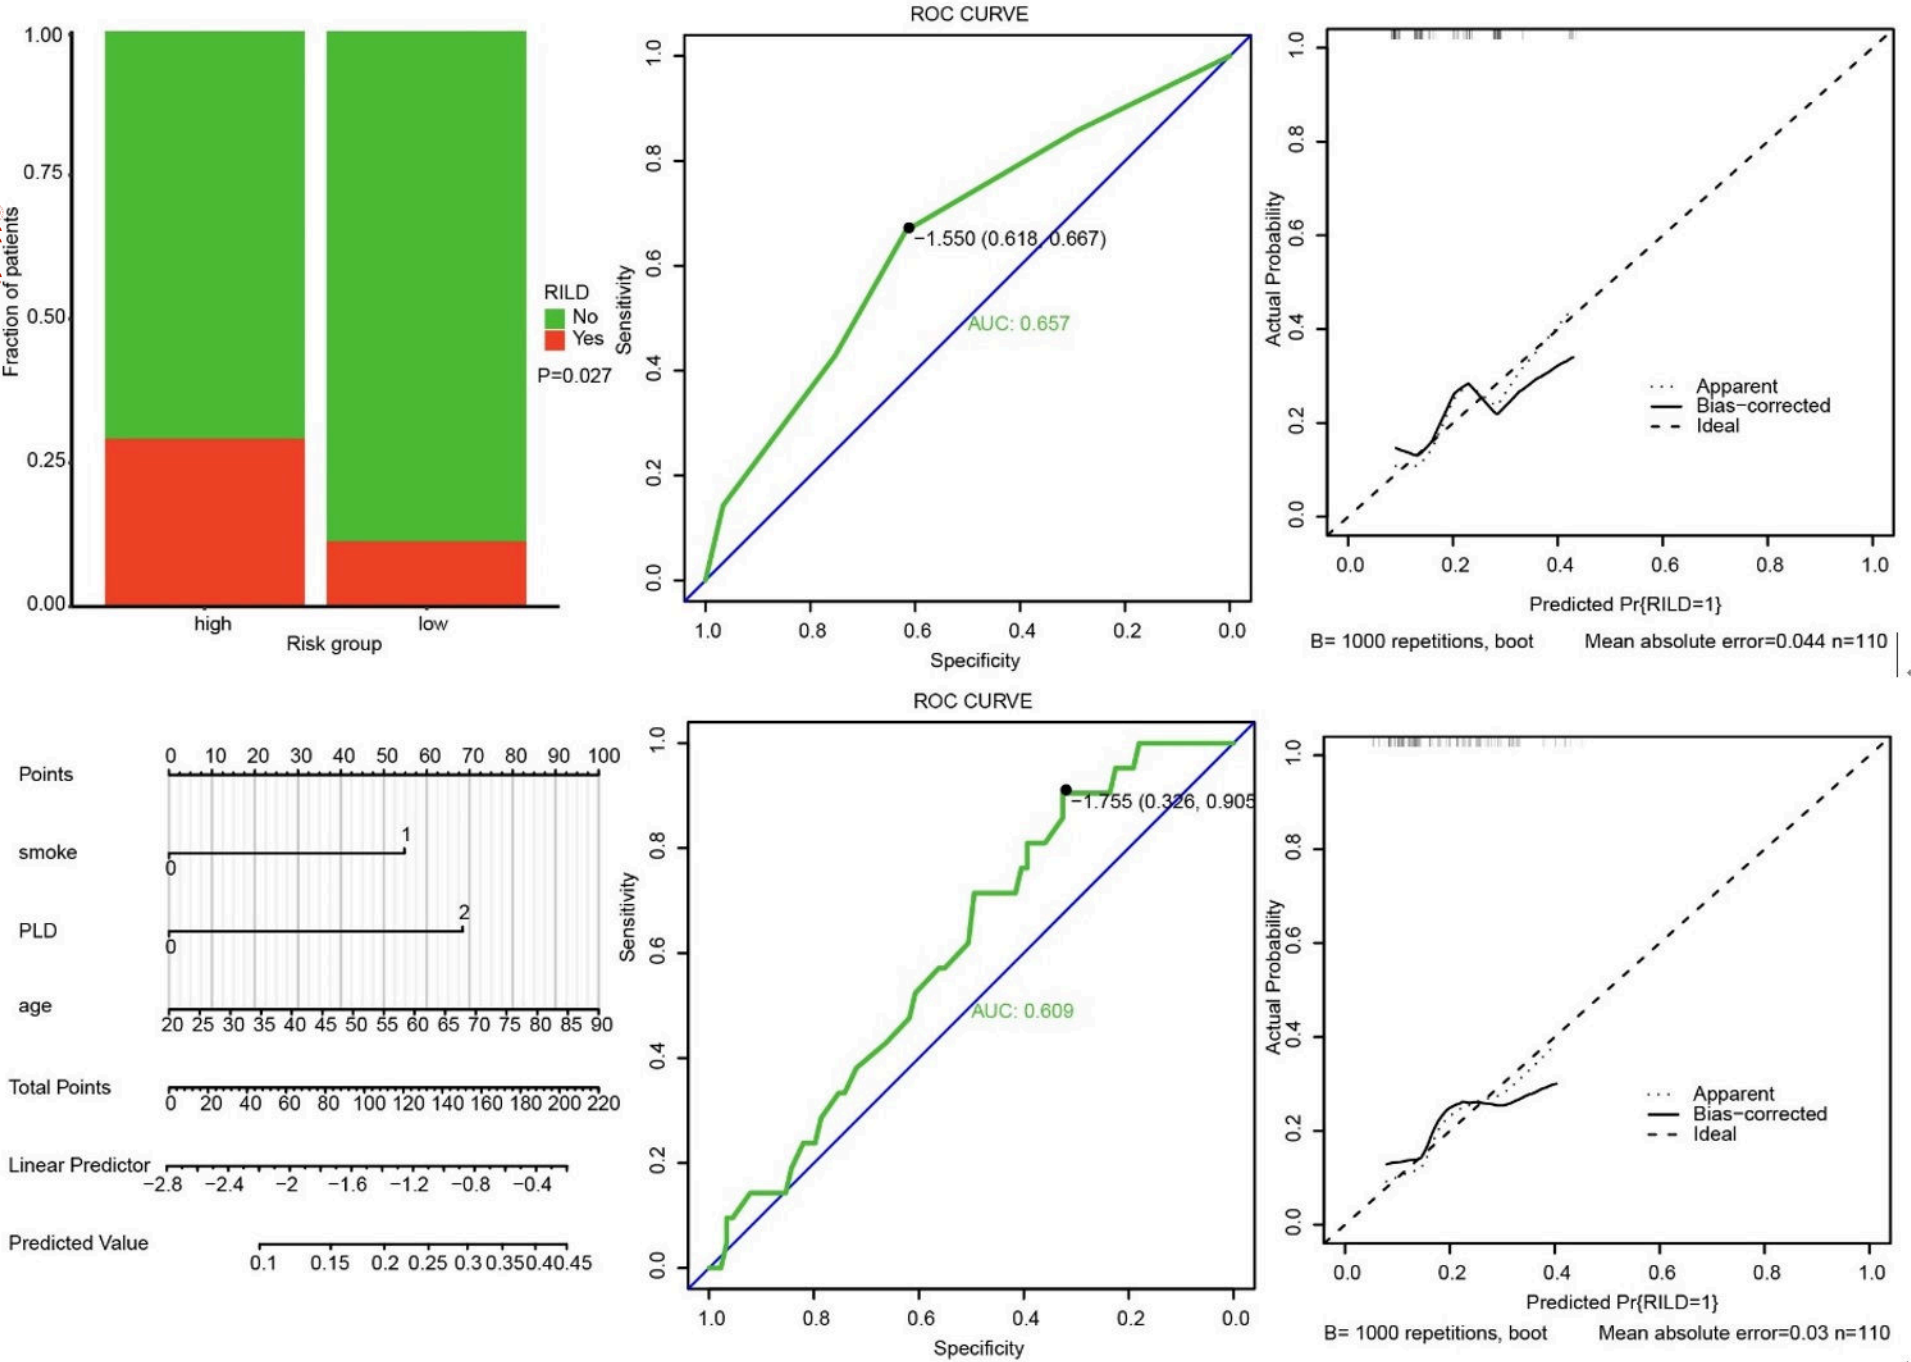 1.00
0.75
0.50
0.25
0.00
Fraction of patients
high
low
Risk group
RILD
No
Yes
P=0.027
ROC CURVE
1.0
0.8
0.6
0.4
0.2
0.0
Sensitivity
−1.550 (0.618, 0.667)
AUC: 0.657
1.0 0.8 0.6 0.4 0.2 0.0
Specificity
1.0
0.8
0.6
0.4
0.2
0.0
Actual Probability
Apparent
Bias−corrected
Ideal
0.0 0.2 0.4 0.6 0.8 1.0
Predicted Pr{RILD=1}
B= 1000 repetitions, boot Mean absolute error=0.044 n=110
Points
0 10 20 30 40 50 60 70 80 90 100
smoke
1
0
PLD
2
0
age
20 25 30 35 40 45 50 55 60 65 70 75 80 85 90
Total Points
0 20 40 60 80 100 120 140 160 180 200 220
Linear Predictor
−2.8 −2.4 −2 −1.6 −1.2 −0.8 −0.4
Predicted Value
0.1 0.15 0.2 0.25 0.3 0.35 0.40.45
ROC CURVE
1.0
0.8
0.6
0.4
0.2
0.0
Sensitivity
−1.755 (0.326, 0.905
AUC: 0.609
1.0 0.8 0.6 0.4 0.2 0.0
Specificity
1.0
0.8
0.6
0.4
0.2
0.0
Actual Probability
Apparent
Bias−corrected
Ideal
0.0 0.2 0.4 0.6 0.8 1.0
Predicted Pr{RILD=1}
B= 1000 repetitions, boot Mean absolute error=0.03 n=110